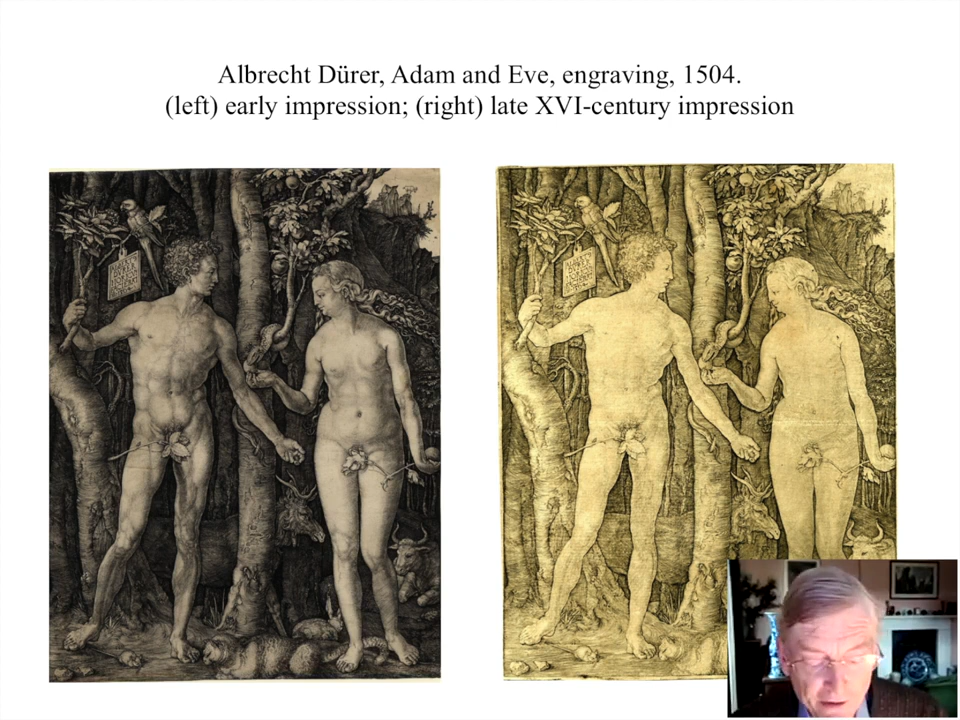 Albrecht Dürer, Adam and Eve, engraving, 1504.
(left) early impression; (right) late XVI-century impression